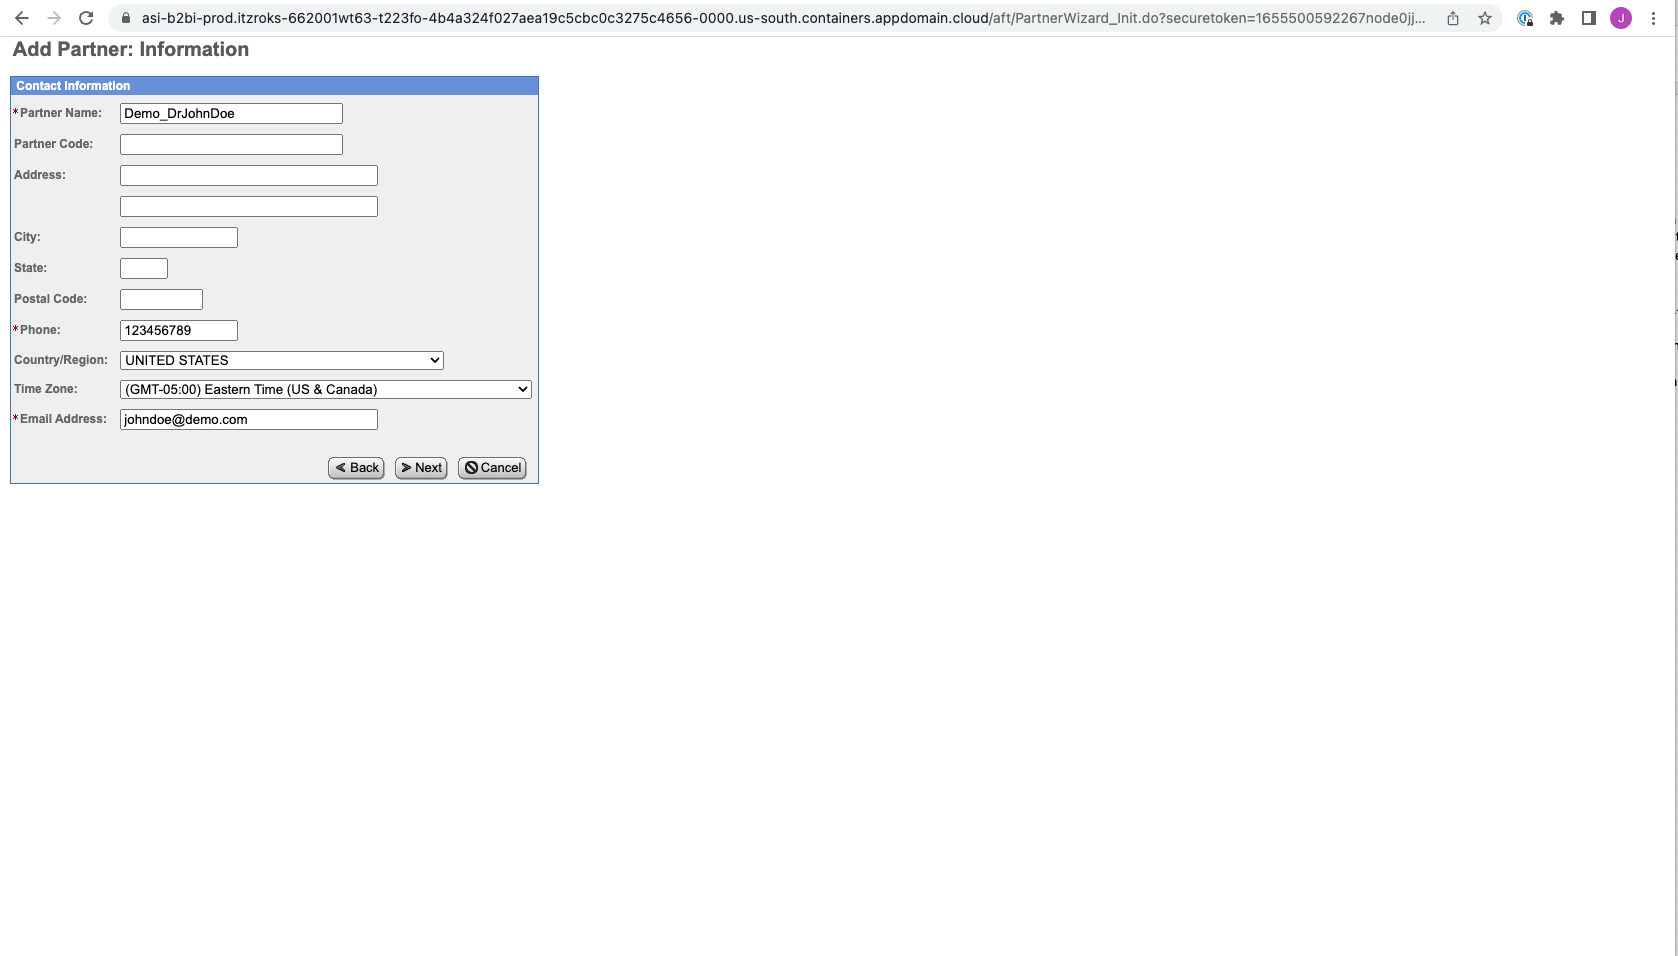 asi-b2bi-prod.itzroks-662001wt63-t223fo-4b4a324f027aea19c5cbc0c3275c4656-0000.us-south.containers.appdomain.cloud/aft/PartnerWizard_Init.do?securetoken=1655500592267node0jj...
J
Add Partner: Information
Contact Information
*Partner Name: Demo_DrJohnDoe
Partner Code:
Address:
City:
State:
Postal Code:
*Phone: 123456789
Country/Region: UNITED STATES
Time Zone: (GMT-05:00) Eastern Time (US & Canada)
*Email Address: johndoe@demo.com
Back Next Cancel